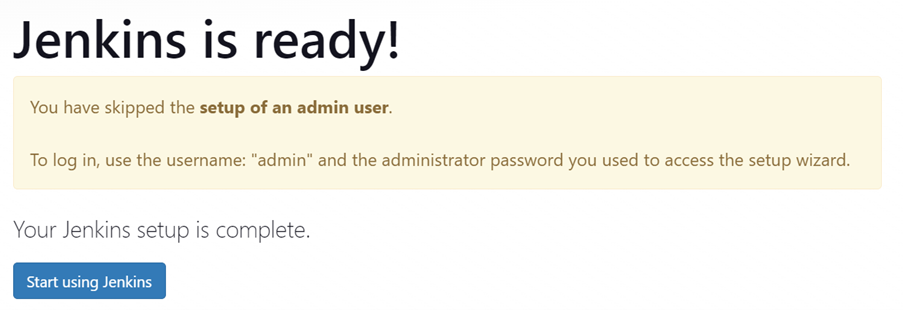 Jenkins is ready!
You have skipped the setup of an admin user.
To log in, use the username: "admin" and the administrator password you used to access the setup wizard.
Your Jenkins setup is complete.
Start using Jenkins